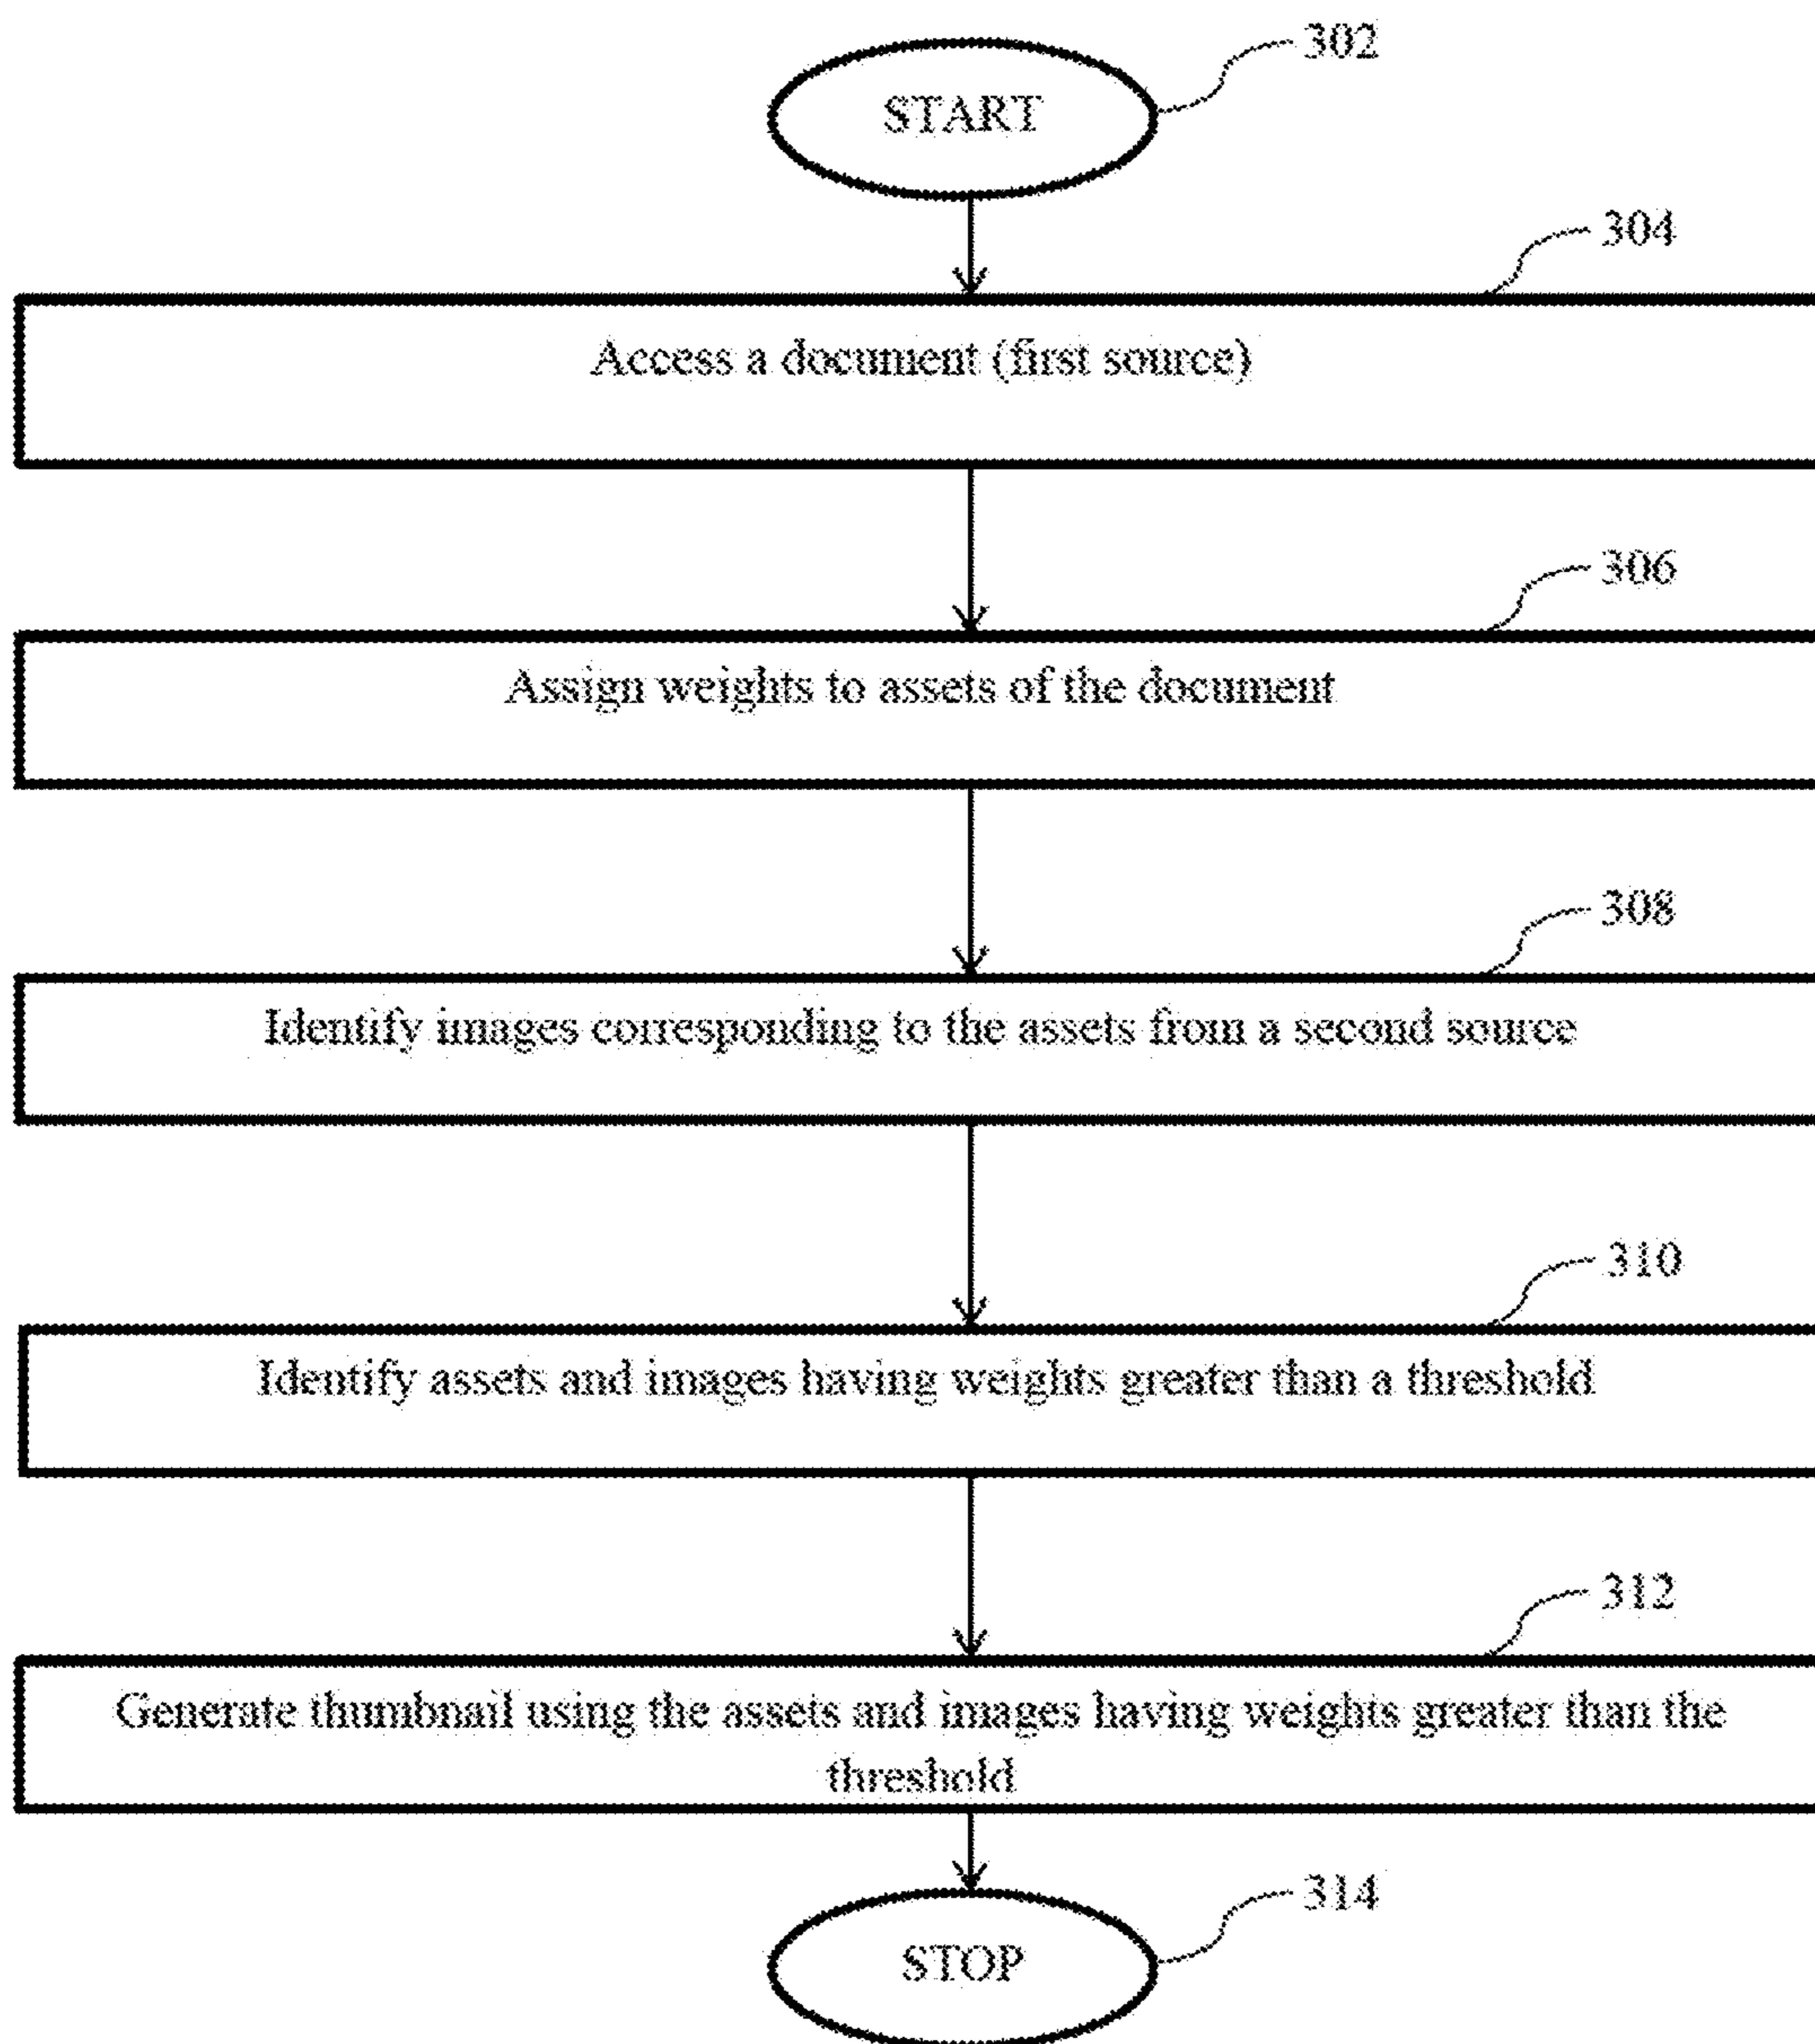 302
START
304
Access a document (first source)
306
Assign weights to assets of the document
308
Identify images corresponding to the assets from a second source
310
Identify assets and images having weights greater than a threshold
312
Generate thumbnail using the assets and images having weights greater than the
threshold
314
STOP